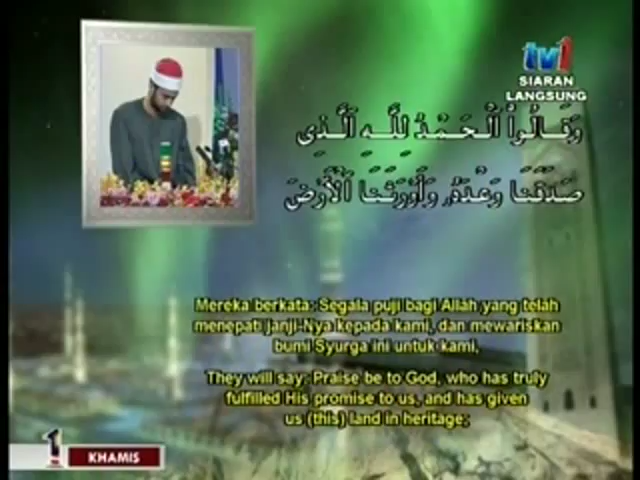 tv1
SIARAN
LANGSUNG
وَقَالُوا۟ ٱلْحَمْدُ لِلَّهِ ٱلَّذِى
صَدَقَنَا وَعْدَهُۥ وَأَوْرَثَنَا ٱلْأَرْضَ
Mereka berkata: Segala puji bagi Allah yang telah
menepati janji-Nya kepada kami, dan mewariskan
bumi Syurga ini untuk kami,
They will say: Praise be to God, who has truly
fulfilled His promise to us, and has given
us (this) land in heritage;
1 KHAMIS